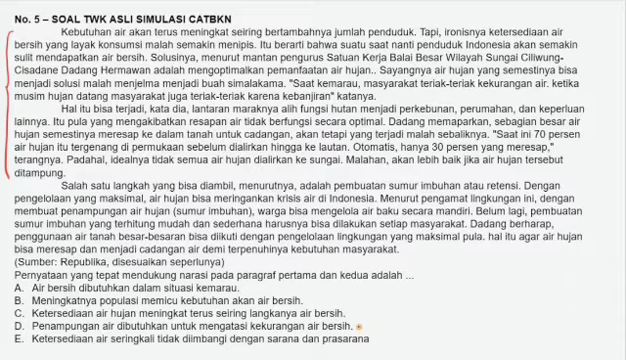 No. 5 – SOAL TWK ASLI SIMULASI CATBKN
Kebutuhan air akan terus meningkat seiring bertambahnya jumlah penduduk. Tapi, ironisnya ketersediaan air
bersih yang layak konsumsi malah semakin menipis. Itu berarti bahwa suatu saat nanti penduduk Indonesia akan semakin
sulit mendapatkan air bersih. Solusinya, menurut mantan pengurus Satuan Kerja Balai Besar Wilayah Sungai Ciliwung-
Cisadane Dadang Hermawan adalah mengoptimalkan pemanfaatan air hujan.. Sayangnya air hujan yang semestinya bisa
menjadi solusi malah menjelma menjadi buah simalakama. "Saat kemarau, masyarakat teriak-teriak kekurangan air. ketika
musim hujan datang masyarakat juga teriak-teriak karena kebanjiran" katanya.
Hal itu bisa terjadi, kata dia, lantaran maraknya alih fungsi hutan menjadi perkebunan, perumahan, dan keperluan
lainnya. Itu pula yang mengakibatkan resapan air tidak berfungsi secara optimal. Dadang memaparkan, sebagian besar air
hujan semestinya meresap ke dalam tanah untuk cadangan, akan tetapi yang terjadi malah sebaliknya. "Saat ini 70 persen
air hujan itu tergenang di permukaan sebelum dialirkan hingga ke lautan. Otomatis, hanya 30 persen yang meresap,"
terangnya. Padahal, idealnya tidak semua air hujan dialirkan ke sungai. Malahan, akan lebih baik jika air hujan tersebut
ditampung.
Salah satu langkah yang bisa diambil, menurutnya, adalah pembuatan sumur imbuhan atau retensi. Dengan
pengelolaan yang maksimal, air hujan bisa meringankan krisis air di Indonesia. Menurut pengamat lingkungan ini, dengan
membuat penampungan air hujan (sumur imbuhan), warga bisa mengelola air baku secara mandiri. Belum lagi, pembuatan
sumur imbuhan yang terhitung mudah dan sederhana harusnya bisa dilakukan setiap masyarakat. Dadang berharap,
penggunaan air tanah besar-besaran bisa diikuti dengan pengelolaan lingkungan yang maksimal pula. hal itu agar air hujan
bisa meresap dan menjadi cadangan air demi terpenuhinya kebutuhan masyarakat.
(Sumber: Republika, disesuaikan seperlunya)
Pernyataan yang tepat mendukung narasi pada paragraf pertama dan kedua adalah ...
A. Air bersih dibutuhkan dalam situasi kemarau.
B. Meningkatnya populasi memicu kebutuhan akan air bersih.
C. Ketersediaan air hujan meningkat terus seiring langkanya air bersih.
D. Penampungan air dibutuhkan untuk mengatasi kekurangan air bersih.
E. Ketersediaan air seringkali tidak diimbangi dengan sarana dan prasarana